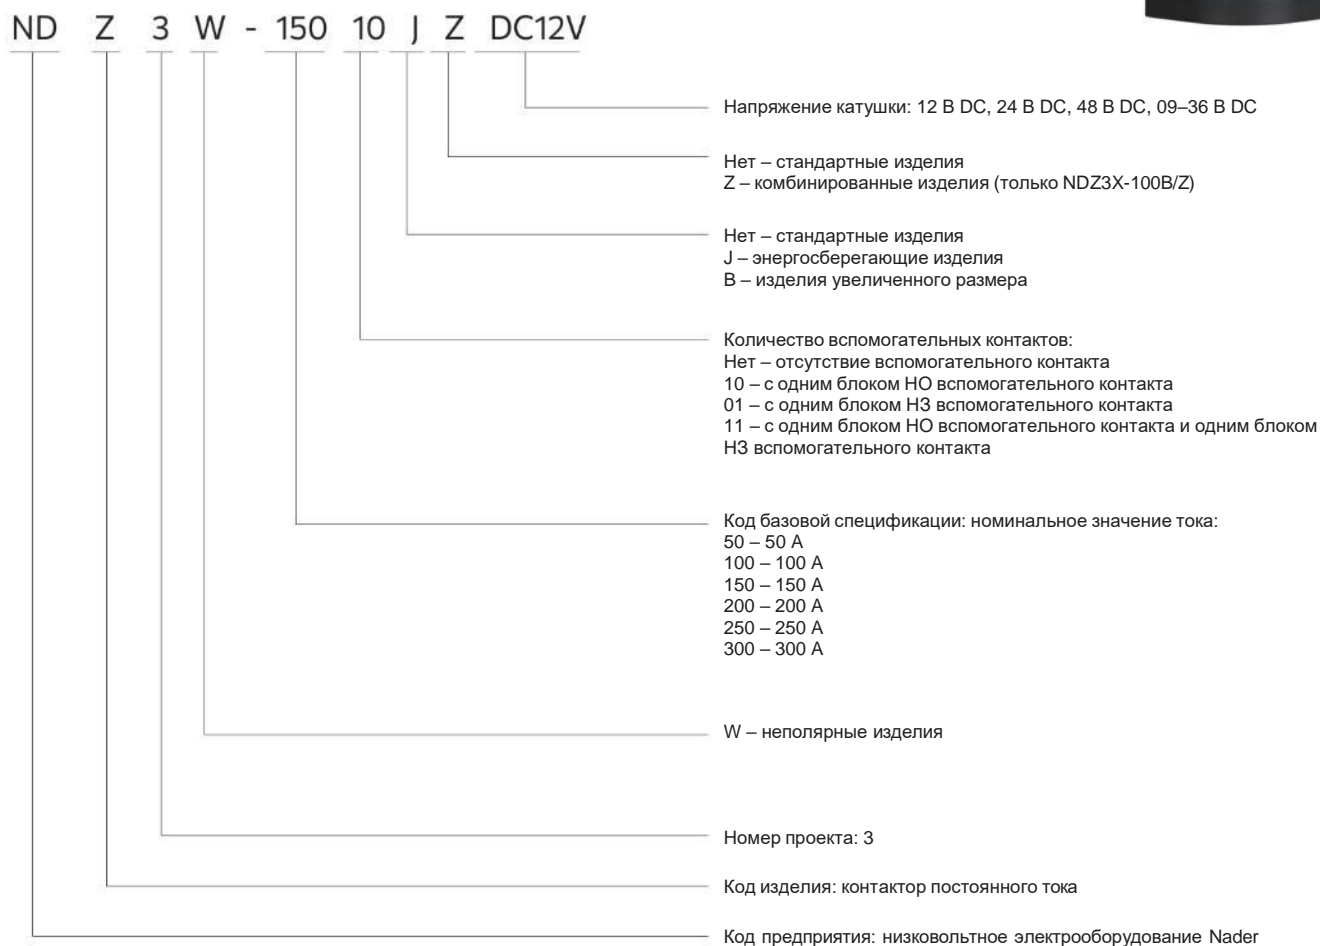 ND Z 3 W - 150 10 J Z DC12V
Напряжение катушки: 12 В DC, 24 В DC, 48 В DC, 09–36 В DC
Нет – стандартные изделия
Z – комбинированные изделия (только NDZ3X-100B/Z)
Нет – стандартные изделия
J – энергосберегающие изделия
B – изделия увеличенного размера
Количество вспомогательных контактов:
Нет – отсутствие вспомогательного контакта
10 – с одним блоком НО вспомогательного контакта
01 – с одним блоком НЗ вспомогательного контакта
11 – с одним блоком НО вспомогательного контакта и одним блоком
НЗ вспомогательного контакта
Код базовой спецификации: номинальное значение тока:
50 – 50 А
100 – 100 А
150 – 150 А
200 – 200 А
250 – 250 А
300 – 300 А
W – неполярные изделия
Номер проекта: 3
Код изделия: контактор постоянного тока
Код предприятия: низковольтное электрооборудование Nader